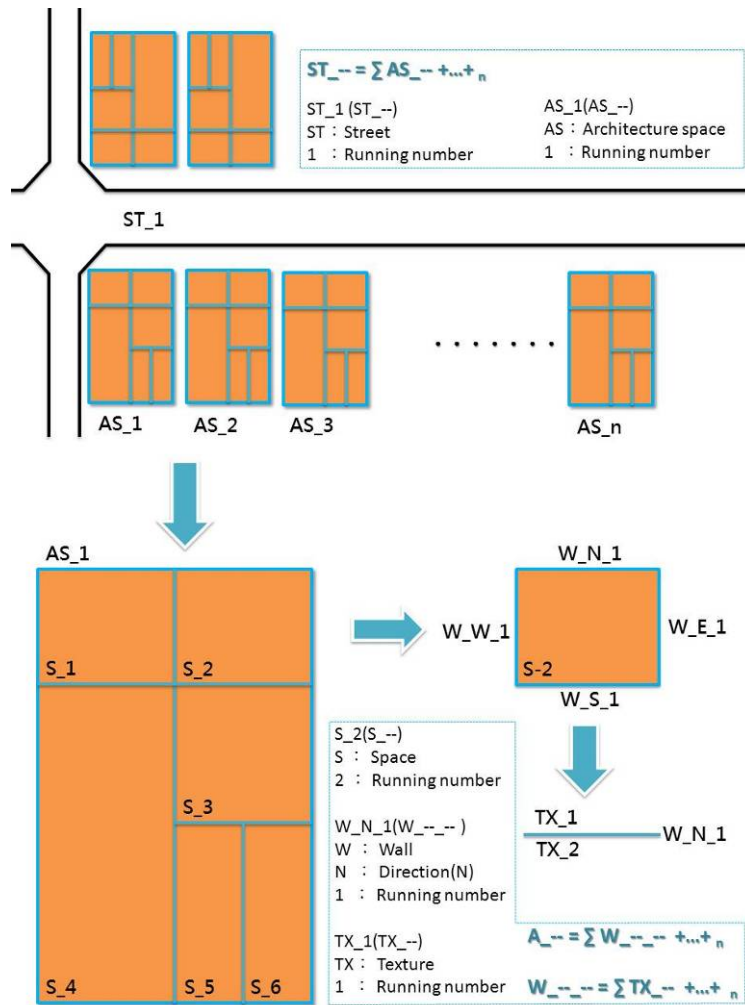 ST_-- = ∑ AS_-- +...+ n
ST_1 (ST_--)
ST : Street
1 : Running number
AS_1(AS_--)
AS : Architecture space
1 : Running number
ST_1
AS_1 AS_2 AS_3 . . . . . . . AS_n
AS_1
S_1 S_2
S_3
S_4 S_5 S_6
W_N_1
W_W_1 W_E_1
S-2
W_S_1
S_2(S_--)
S : Space
2 : Running number
W_N_1(W_--_-- )
W : Wall
N : Direction(N)
1 : Running number
TX_1(TX_--)
TX : Texture
1 : Running number
TX_1
TX_2 W_N_1
A_-- = ∑ W_--_-- +...+ n
W_--_-- = ∑ TX_-- +...+ n